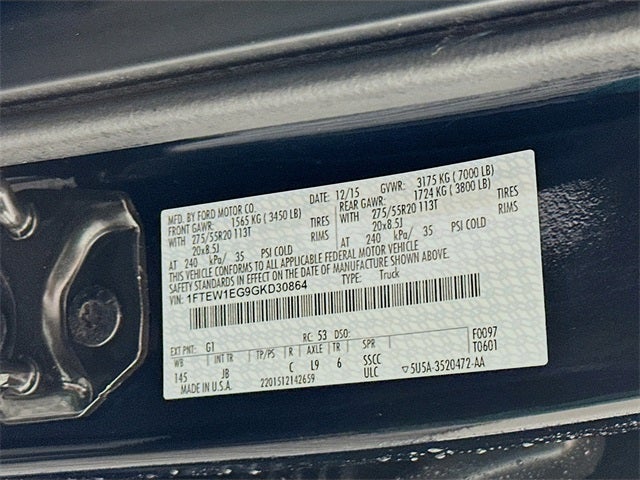 MFD. BY FORD MOTOR CO. DATE: 12/15 GVWR: 3175 KG ( 7000 LB)
FRONT GAWR: 1565 KG ( 3450 LB) REAR GAWR: 1724 KG ( 3800 LB)
WITH 275/55R20 113T TIRES WITH 275/55R20 113T TIRES
20x8.5J RIMS 20x8.5J RIMS
AT 240 kPa/ 35 PSI COLD AT 240 kPa/ 35 PSI COLD
THIS VEHICLE CONFORMS TO ALL APPLICABLE FEDERAL MOTOR VEHICLE
SAFETY STANDARDS IN EFFECT ON THE DATE OF MANUFACTURE SHOWN ABOVE.
VIN: 1FTEW1EG9GKD30864 TYPE: Truck
EXT PNT: G1 RC: 53 DSO: F0097
WB INT TR TP/PS R AXLE TR SPR T0601
145 JB C L9 6 SSCC
ULC
MADE IN U.S.A. 2201512142659 ▽5U5A-3520472-AA